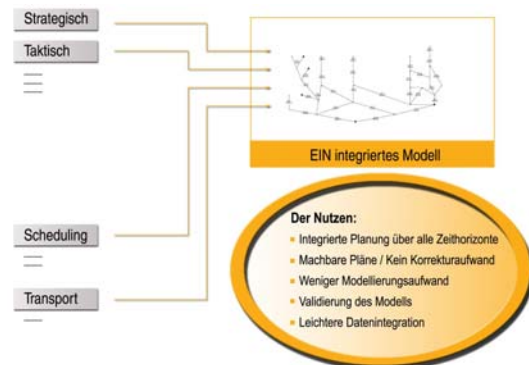 Strategisch
Taktisch
Scheduling
Transport
EIN integriertes Modell
Der Nutzen:
Integrierte Planung über alle Zeithorizonte
Machbare Pläne / Kein Korrekturaufwand
Weniger Modellierungsaufwand
Validierung des Modells
Leichtere Datenintegration